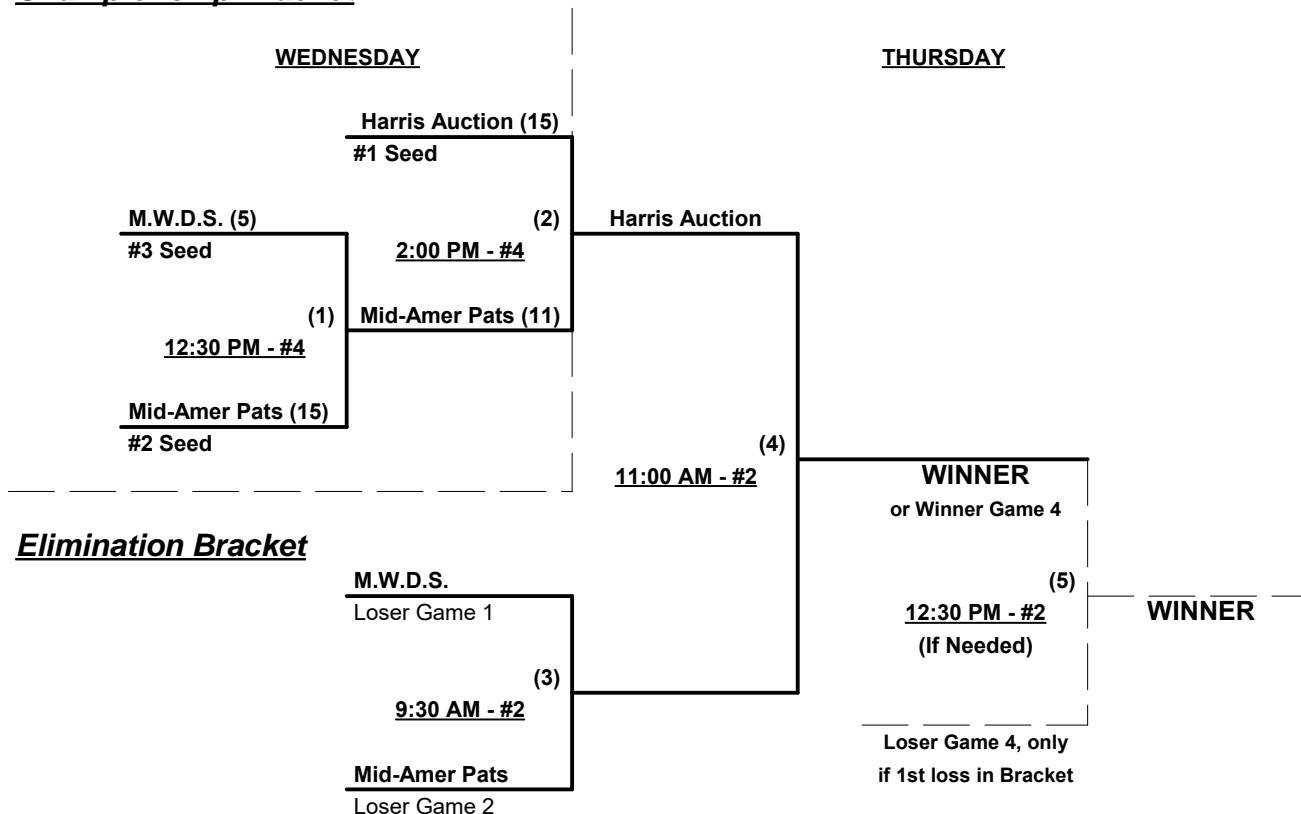 WEDNESDAY
THURSDAY
Harris Auction (15)
#1 Seed
M.W.D.S. (5)
#3 Seed
(2)
2:00 PM - #4
Harris Auction
(1)
12:30 PM - #4
Mid-Amer Pats (11)
Mid-Amer Pats (15)
#2 Seed
(4)
11:00 AM - #2
WINNER
or Winner Game 4
Elimination Bracket
M.W.D.S.
Loser Game 1
(5)
12:30 PM - #2
(If Needed)
WINNER
(3)
9:30 AM - #2
Loser Game 4, only
if 1st loss in Bracket
Mid-Amer Pats
Loser Game 2